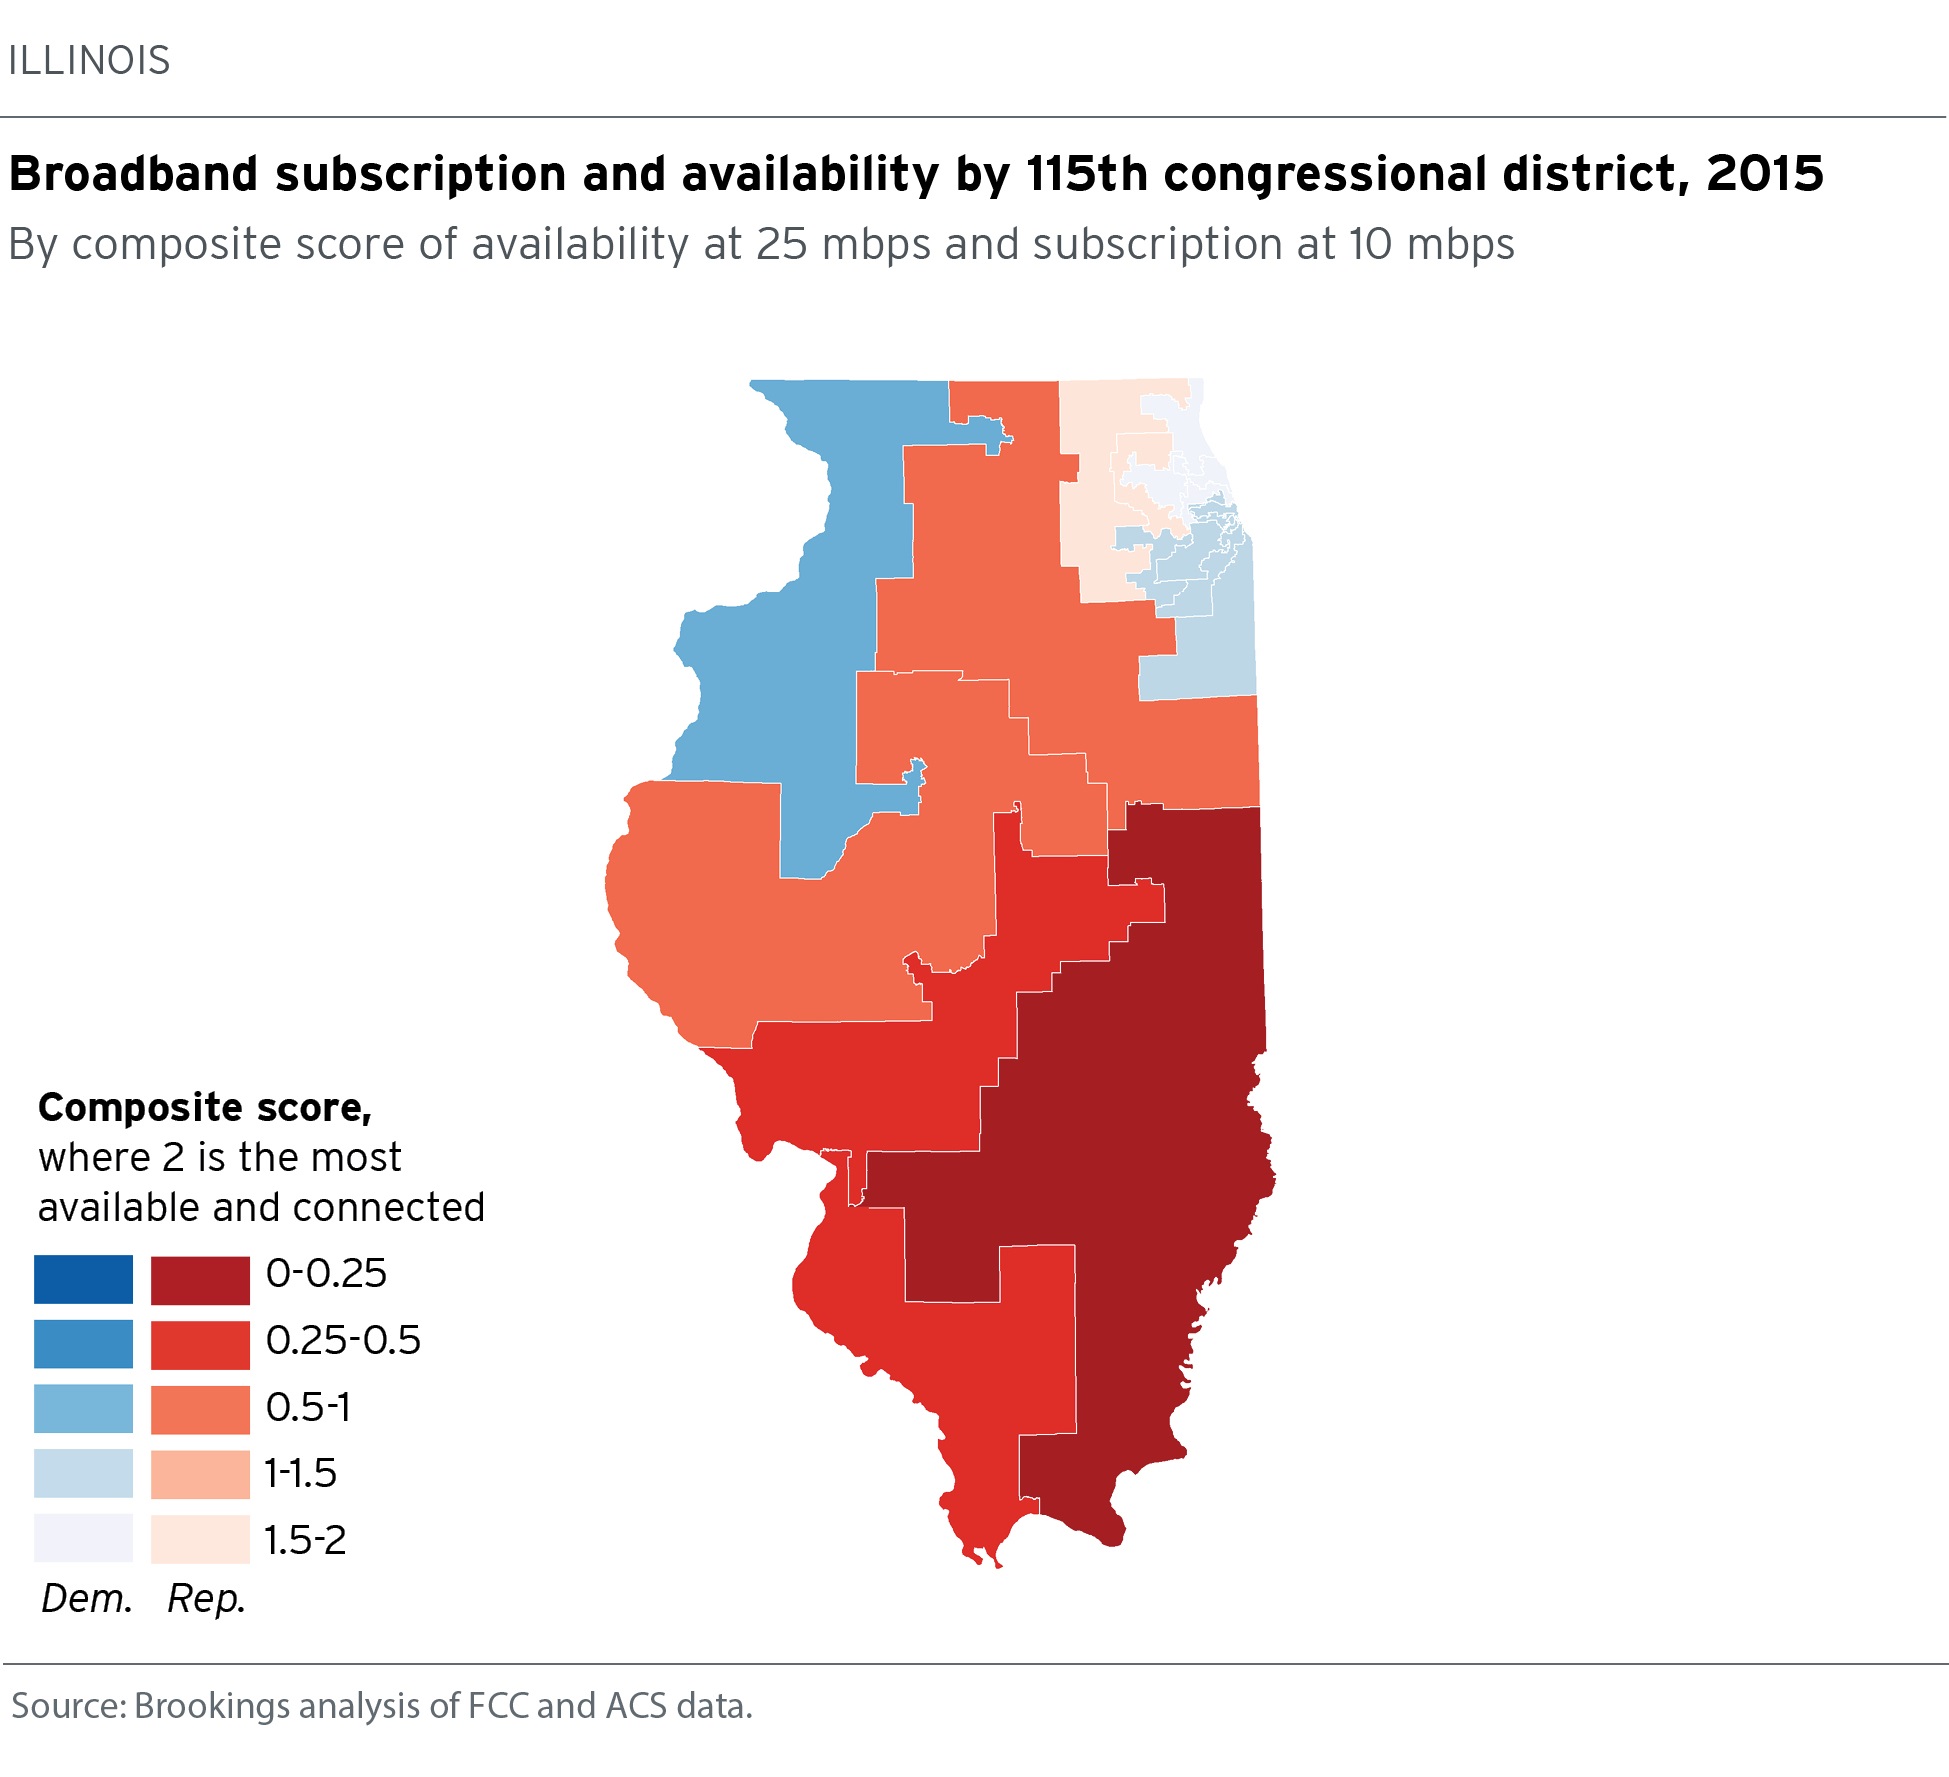 ILLINOIS
Broadband subscription and availability by 115th congressional district, 2015
By composite score of availability at 25 mbps and subscription at 10 mbps
Composite score,
where 2 is the most
available and connected
0-0.25
0.25-0.5
0.5-1
1-1.5
1.5-2
Dem. Rep.
Source: Brookings analysis of FCC and ACS data.